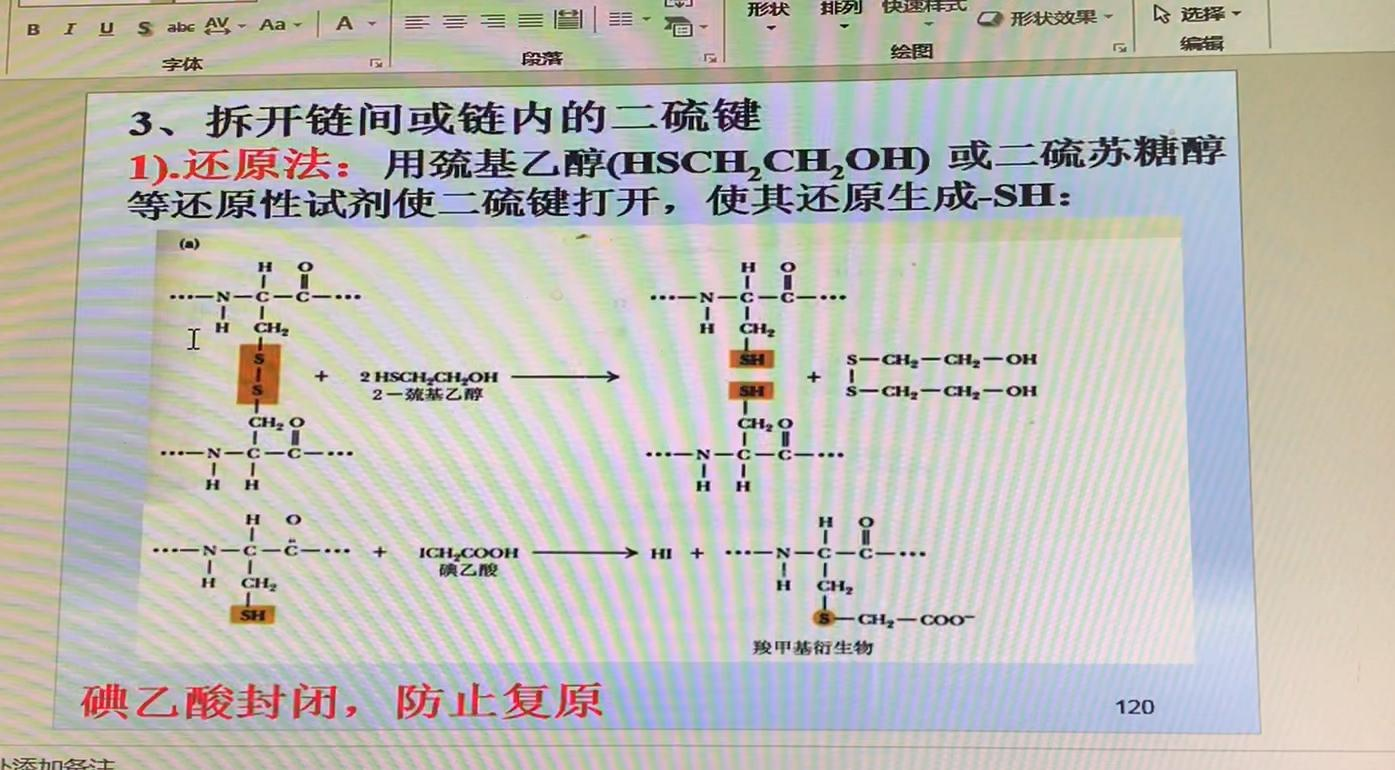 B I U S abc AV Aa A
形状 排列 快速样式
形状效果
选择
字体
段落
绘图
编辑
3、拆开链间或链内的二硫键
1).还原法：用巯基乙醇(HSCH₂CH₂OH) 或二硫苏糖醇
等还原性试剂使二硫键打开，使其还原生成-SH：
(a)
H O H O
···—N—C—C—··· ···—N—C—C—···
H CH₂ H CH₂
S SH S—CH₂—CH₂—OH
+ 2 HSCH₂CH₂OH +
2－巯基乙醇
S SH S—CH₂—CH₂—OH
CH₂ O CH₂ O
···—N—C—C—··· ···—N—C—C—···
H H H H
H O H O
···—N—C—C—··· + ICH₂COOH HI + ···—N—C—C—···
碘乙酸
H CH₂ H CH₂
SH S—CH₂—COO⁻
羧甲基衍生物
碘乙酸封闭，防止复原
120
处添加备注